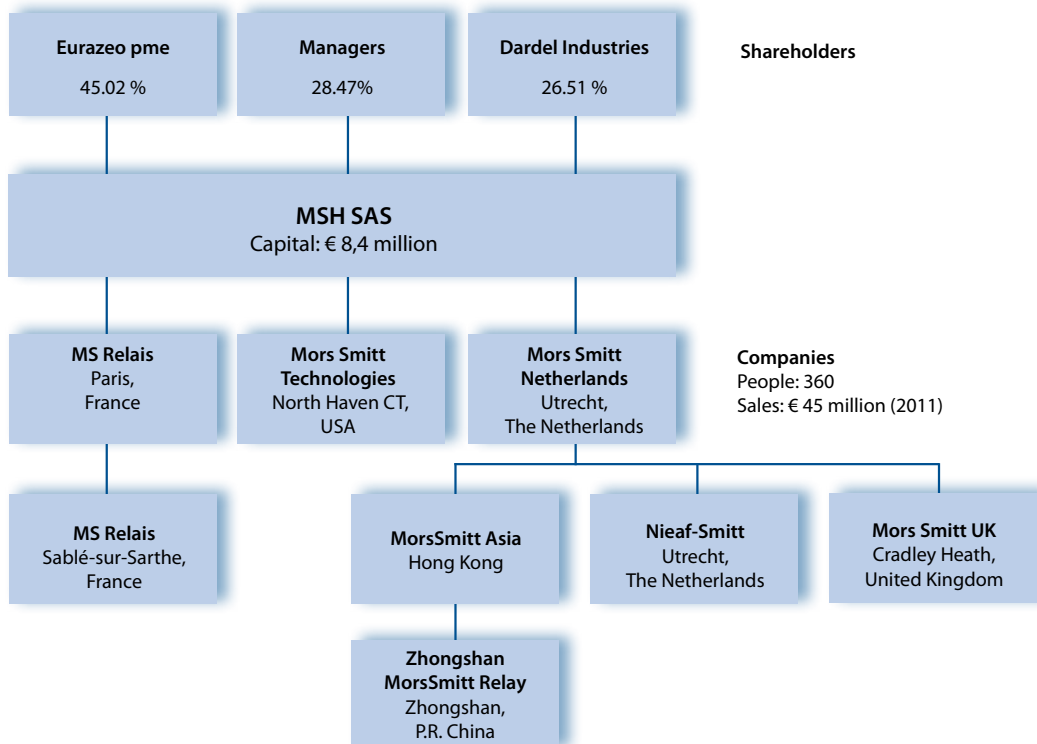 Eurazeo pme
45.02 %
Managers
28.47%
Dardel Industries
26.51 %
Shareholders
MSH SAS
Capital: € 8,4 million
MS Relais
Paris,
France
Mors Smitt
Technologies
North Haven CT,
USA
Mors Smitt
Netherlands
Utrecht,
The Netherlands
Companies
People: 360
Sales: € 45 million (2011)
MS Relais
Sablé-sur-Sarthe,
France
MorsSmitt Asia
Hong Kong
Nieaf-Smitt
Utrecht,
The Netherlands
Mors Smitt UK
Cradley Heath,
United Kingdom
Zhongshan
MorsSmitt Relay
Zhongshan,
P.R. China